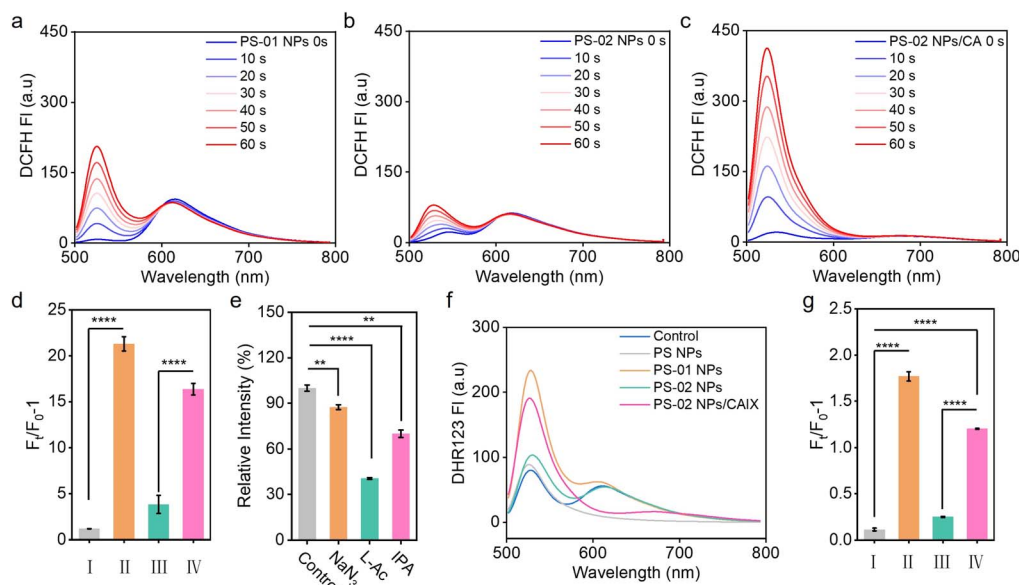 a
450
300
150
0
DCFH FI (a.u)
500 600 700 800
Wavelength (nm)
PS-01 NPs 0s
10 s
20 s
30 s
40 s
50 s
60 s
b
450
300
150
0
DCFH FI (a.u)
400 500 600 700 800
Wavelength (nm)
PS-02 NPs 0 s
10 s
20 s
30 s
40 s
50 s
60 s
c
450
300
150
0
DCFH FI (a.u)
500 600 700 800
Wavelength (nm)
PS-02 NPs/CA 0 s
10 s
20 s
30 s
40 s
50 s
60 s
d
25
20
15
10
5
0
Fₜ/F₀-1
****
****
I II III IV
e
150
120
90
60
30
0
Relative Intensity (%)
**
****
**
Control
NaN₃
L-Ac
IPA
f
300
200
100
0
DHR123 FI (a.u)
500 600 700 800
Wavelength (nm)
Control
PS NPs
PS-01 NPs
PS-02 NPs
PS-02 NPs/CAIX
g
2.5
2.0
1.5
1.0
0.5
0.0
Fₜ/F₀-1
****
****
****
I II III IV